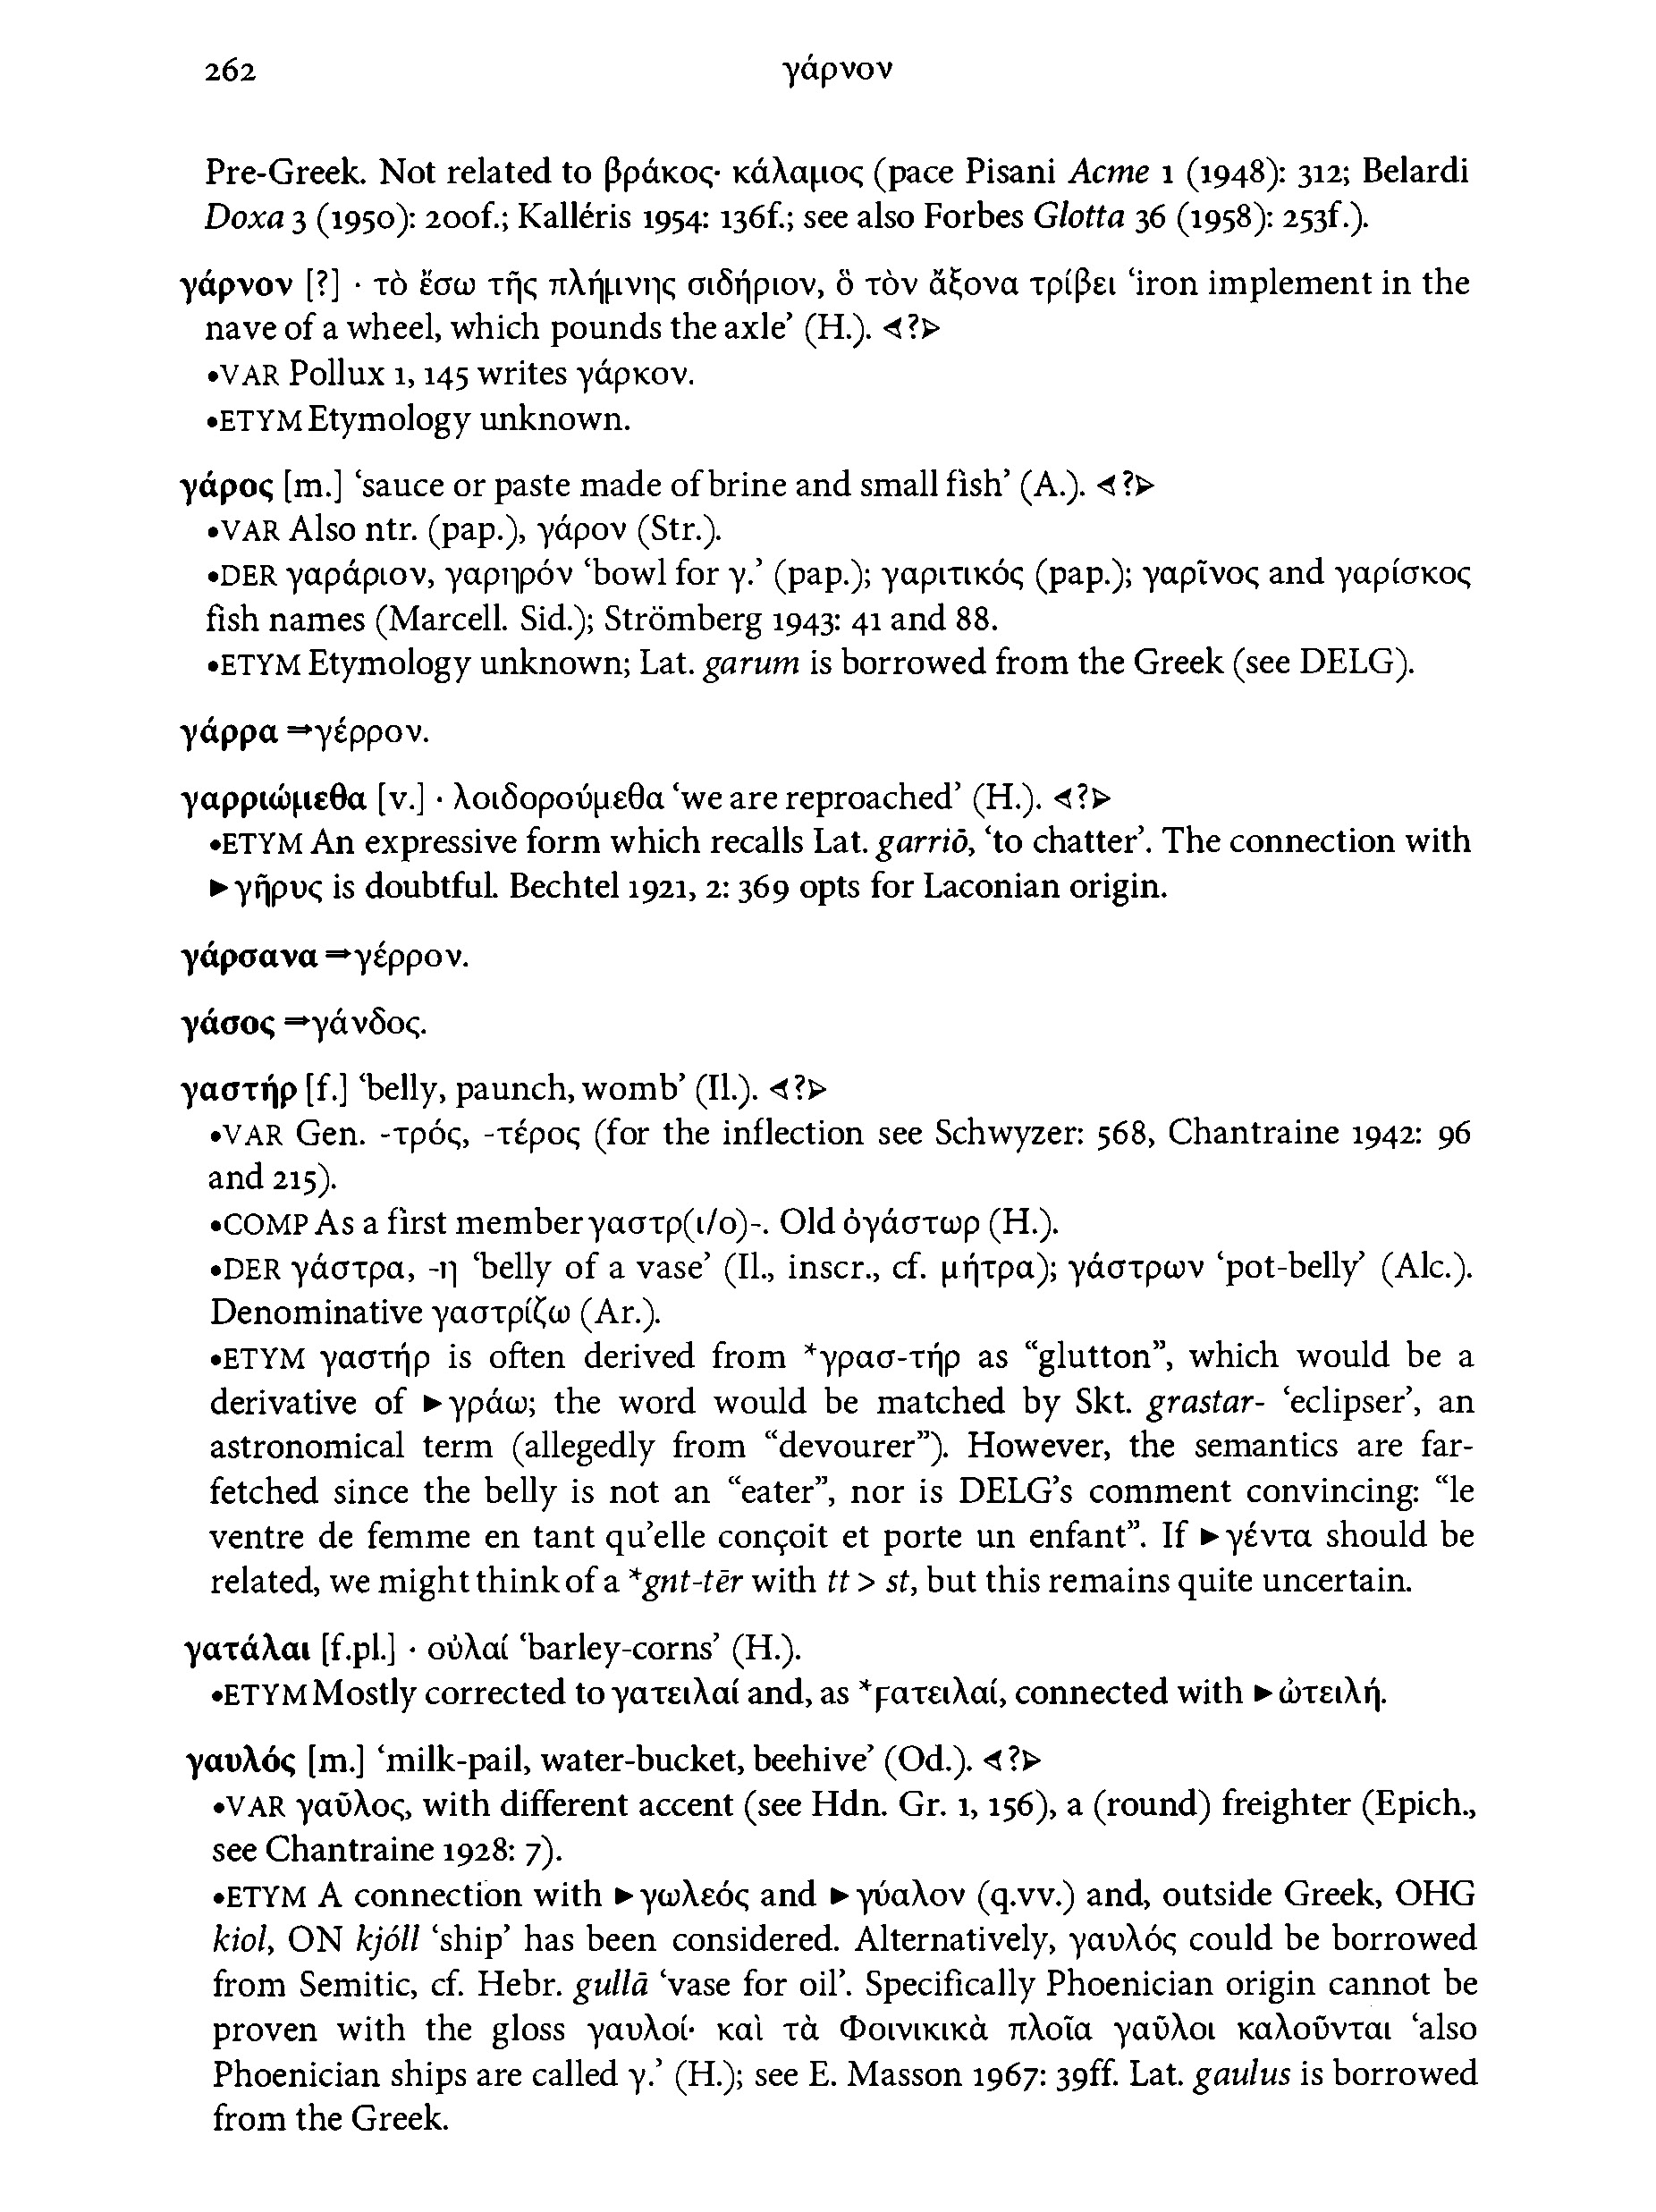 262 γάρνον
Pre-Greek. Not related to βράκος· κάλαμος (pace Pisani Acme 1 (1948): 312; Belardi
Doxa 3 (1950): 200f.; Kalléris 1954: 136f.; see also Forbes Glotta 36 (1958): 253f.).
γάρνον [?] · τὸ ἔσω τῆς πλήμνης σιδήριον, ὃ τὸν ἄξονα τρίβει ‘iron implement in the
nave of a wheel, which pounds the axle’ (H.). ◁?▷
•VAR Pollux 1, 145 writes γάρκον.
•ETYM Etymology unknown.
γάρος [m.] ‘sauce or paste made of brine and small fish’ (A.). ◁?▷
•VAR Also ntr. (pap.), γάρον (Str.).
•DER γαράριον, γαρηρόν ‘bowl for γ.’ (pap.); γαριτικός (pap.); γαρῖνος and γαρίσκος
fish names (Marcell. Sid.); Strömberg 1943: 41 and 88.
•ETYM Etymology unknown; Lat. garum is borrowed from the Greek (see DELG).
γάρρα ⇒γέρρον.
γαρριώμεθα [v.] · λοιδορούμεθα ‘we are reproached’ (H.). ◁?▷
•ETYM An expressive form which recalls Lat. garriō, ‘to chatter’. The connection with
►γῆρυς is doubtful. Bechtel 1921, 2: 369 opts for Laconian origin.
γάρσανα ⇒γέρρον.
γάσος ⇒γάνδος.
γαστήρ [f.] ‘belly, paunch, womb’ (Il.). ◁?▷
•VAR Gen. -τρός, -τέρος (for the inflection see Schwyzer: 568, Chantraine 1942: 96
and 215).
•COMP As a first member γαστρ(ι/ο)-. Old ὀγάστωρ (H.).
•DER γάστρα, -η ‘belly of a vase’ (Il., inscr., cf. μήτρα); γάστρων ‘pot-belly’ (Alc.).
Denominative γαστρίζω (Ar.).
•ETYM γαστήρ is often derived from *γρασ-τήρ as “glutton”, which would be a
derivative of ►γράω; the word would be matched by Skt. grastar- ‘eclipser’, an
astronomical term (allegedly from “devourer”). However, the semantics are far-
fetched since the belly is not an “eater”, nor is DELG’s comment convincing: “le
ventre de femme en tant qu’elle conçoit et porte un enfant”. If ►γέντα should be
related, we might think of a *gnt-tēr with tt > st, but this remains quite uncertain.
γατάλαι [f.pl.] · οὐλαί ‘barley-corns’ (H.).
•ETYM Mostly corrected to γατειλαί and, as *ϝατειλαί, connected with ►ὠτειλή.
γαυλός [m.] ‘milk-pail, water-bucket, beehive’ (Od.). ◁?▷
•VAR γαῦλος, with different accent (see Hdn. Gr. 1, 156), a (round) freighter (Epich.,
see Chantraine 1928: 7).
•ETYM A connection with ►γωλεός and ►γύαλον (q.vv.) and, outside Greek, OHG
kiol, ON kjóll ‘ship’ has been considered. Alternatively, γαυλός could be borrowed
from Semitic, cf. Hebr. gullā ‘vase for oil’. Specifically Phoenician origin cannot be
proven with the gloss γαυλοί· καὶ τὰ Φοινικικὰ πλοῖα γαῦλοι καλοῦνται ‘also
Phoenician ships are called γ.’ (H.); see E. Masson 1967: 39ff. Lat. gaulus is borrowed
from the Greek.